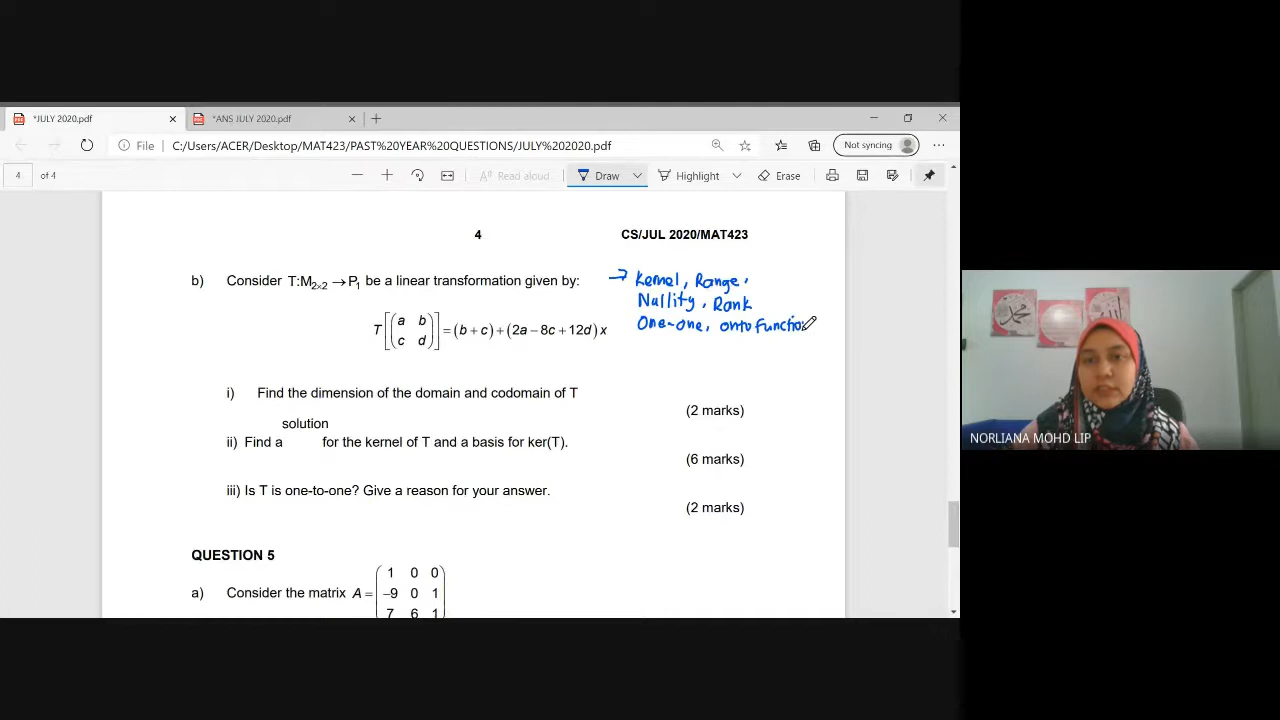 *JULY 2020.pdf
*ANS JULY 2020.pdf
File C:/Users/ACER/Desktop/MAT423/PAST%20YEAR%20QUESTIONS/JULY%202020.pdf Not syncing
4 of 4 Read aloud Draw Highlight Erase
4 CS/JUL 2020/MAT423
b) Consider T:M₂ₓ₂ → P₁ be a linear transformation given by:
→ Kernel, Range,
Nullity, Rank
One-one, onto Functio
T[(a b
c d)] = (b + c) + (2a − 8c + 12d) x
i) Find the dimension of the domain and codomain of T
(2 marks)
solution
ii) Find a for the kernel of T and a basis for ker(T).
(6 marks)
iii) Is T is one-to-one? Give a reason for your answer.
(2 marks)
QUESTION 5
a) Consider the matrix A = (1 0 0
−9 0 1
7 6 1
NORLIANA MOHD LIP